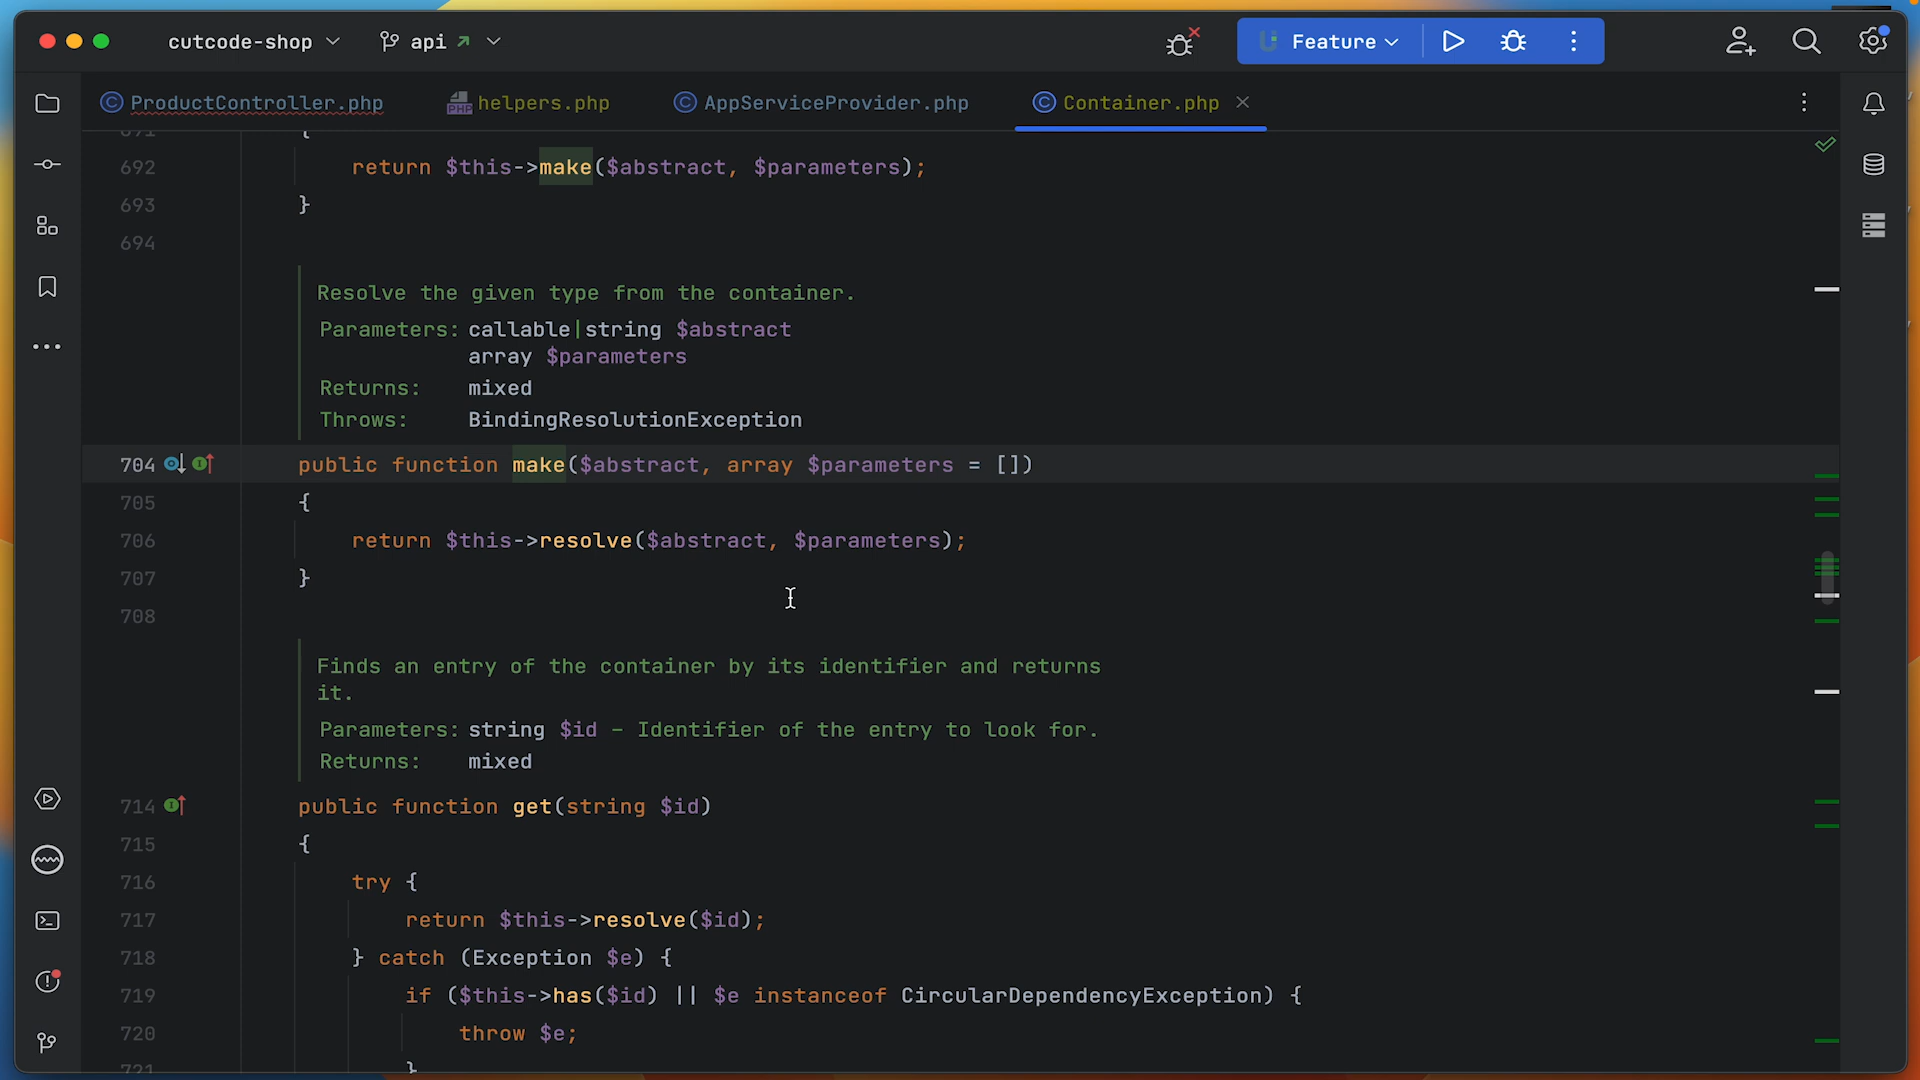 cutcode-shop api Feature
ProductController.php helpers.php AppServiceProvider.php Container.php
691 {
692 return $this->make($abstract, $parameters);
693 }
694
Resolve the given type from the container.
Parameters: callable|string $abstract
array $parameters
Returns: mixed
Throws: BindingResolutionException
704 public function make($abstract, array $parameters = [])
705 {
706 return $this->resolve($abstract, $parameters);
707 }
708
Finds an entry of the container by its identifier and returns
it.
Parameters: string $id – Identifier of the entry to look for.
Returns: mixed
714 public function get(string $id)
715 {
716 try {
717 return $this->resolve($id);
718 } catch (Exception $e) {
719 if ($this->has($id) || $e instanceof CircularDependencyException) {
720 throw $e;
721 }